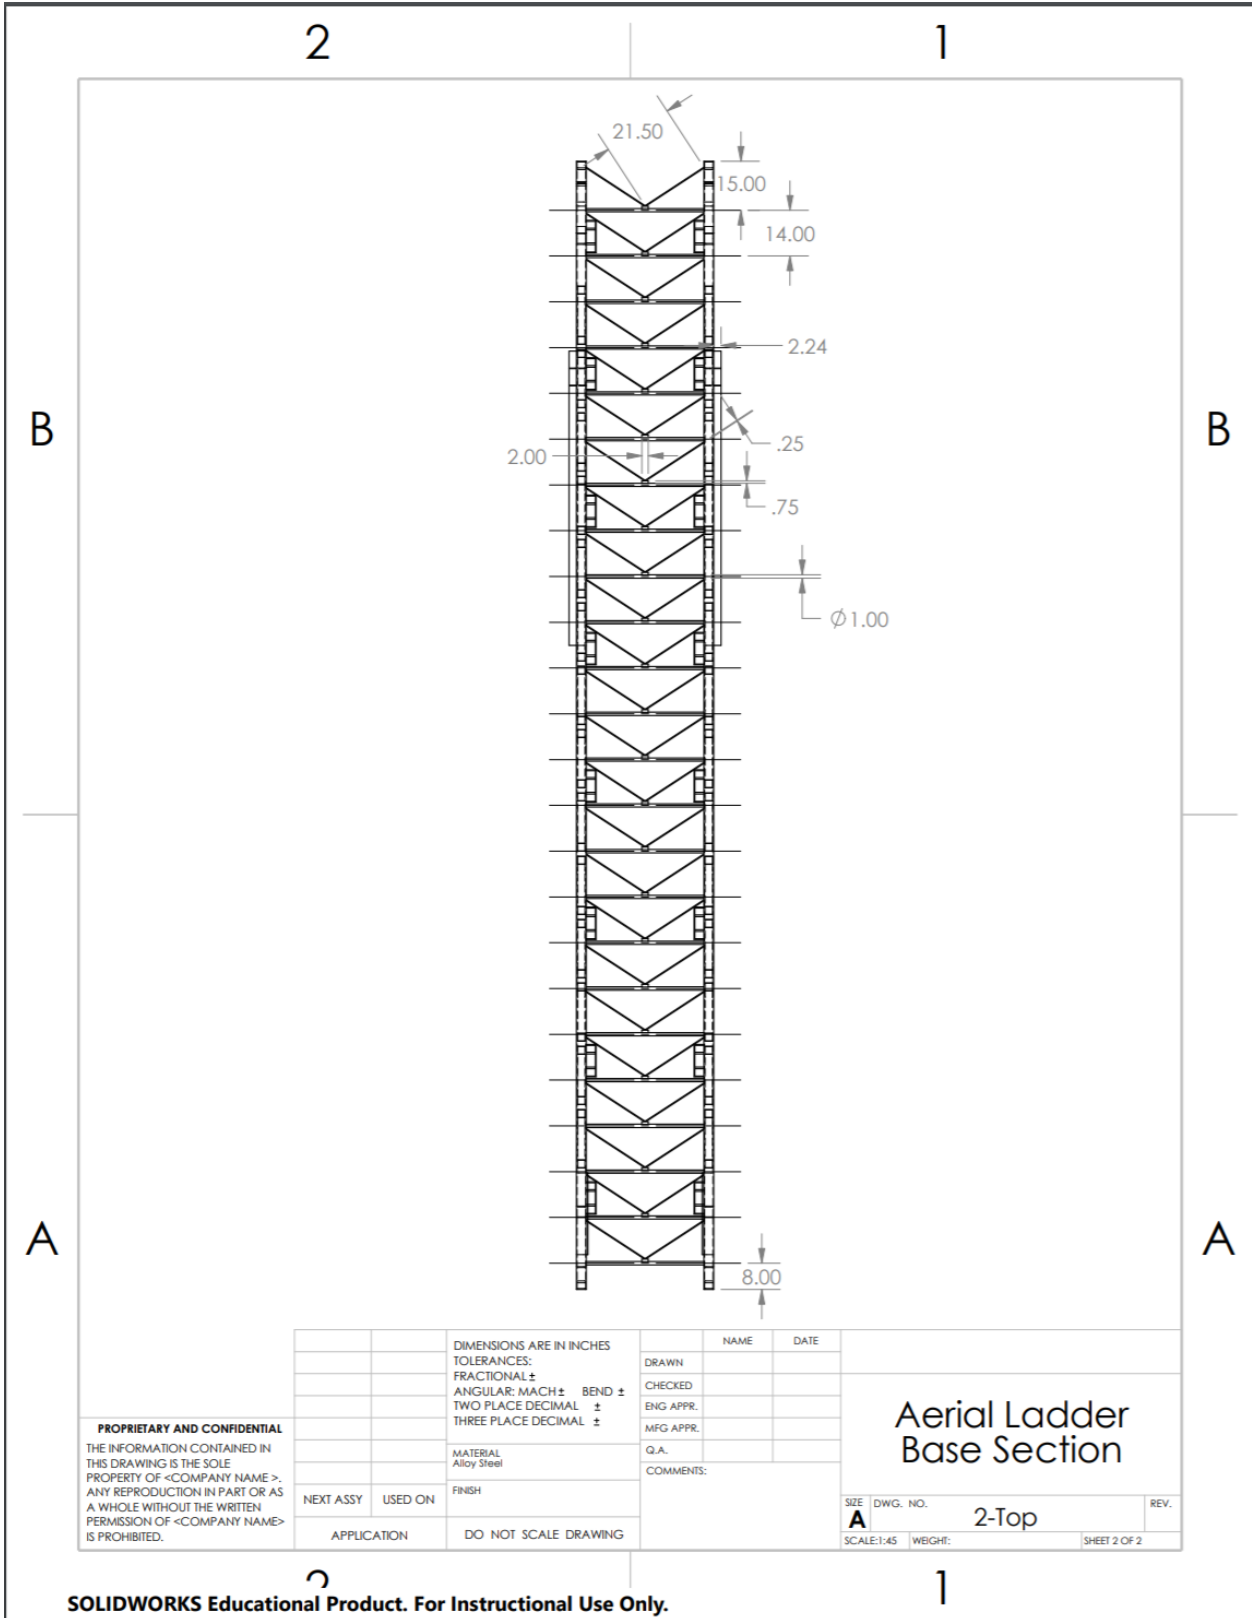 2
1
21.50
15.00
14.00
2.24
B
B
.25
2.00
.75
Ø1.00
A
A
8.00
PROPRIETARY AND CONFIDENTIAL
THE INFORMATION CONTAINED IN
THIS DRAWING IS THE SOLE
PROPERTY OF <COMPANY NAME >.
ANY REPRODUCTION IN PART OR AS
A WHOLE WITHOUT THE WRITTEN
PERMISSION OF <COMPANY NAME>
IS PROHIBITED.
NEXT ASSY
USED ON
APPLICATION
DIMENSIONS ARE IN INCHES
TOLERANCES:
FRACTIONAL ±
ANGULAR: MACH ± BEND ±
TWO PLACE DECIMAL ±
THREE PLACE DECIMAL ±
MATERIAL
Alloy Steel
FINISH
DO NOT SCALE DRAWING
NAME
DATE
DRAWN
CHECKED
ENG APPR.
MFG APPR.
Q.A.
COMMENTS:
Aerial Ladder
Base Section
SIZE
A
DWG. NO.
2-Top
REV.
SCALE:1:45
WEIGHT:
SHEET 2 OF 2
2
1
SOLIDWORKS Educational Product. For Instructional Use Only.